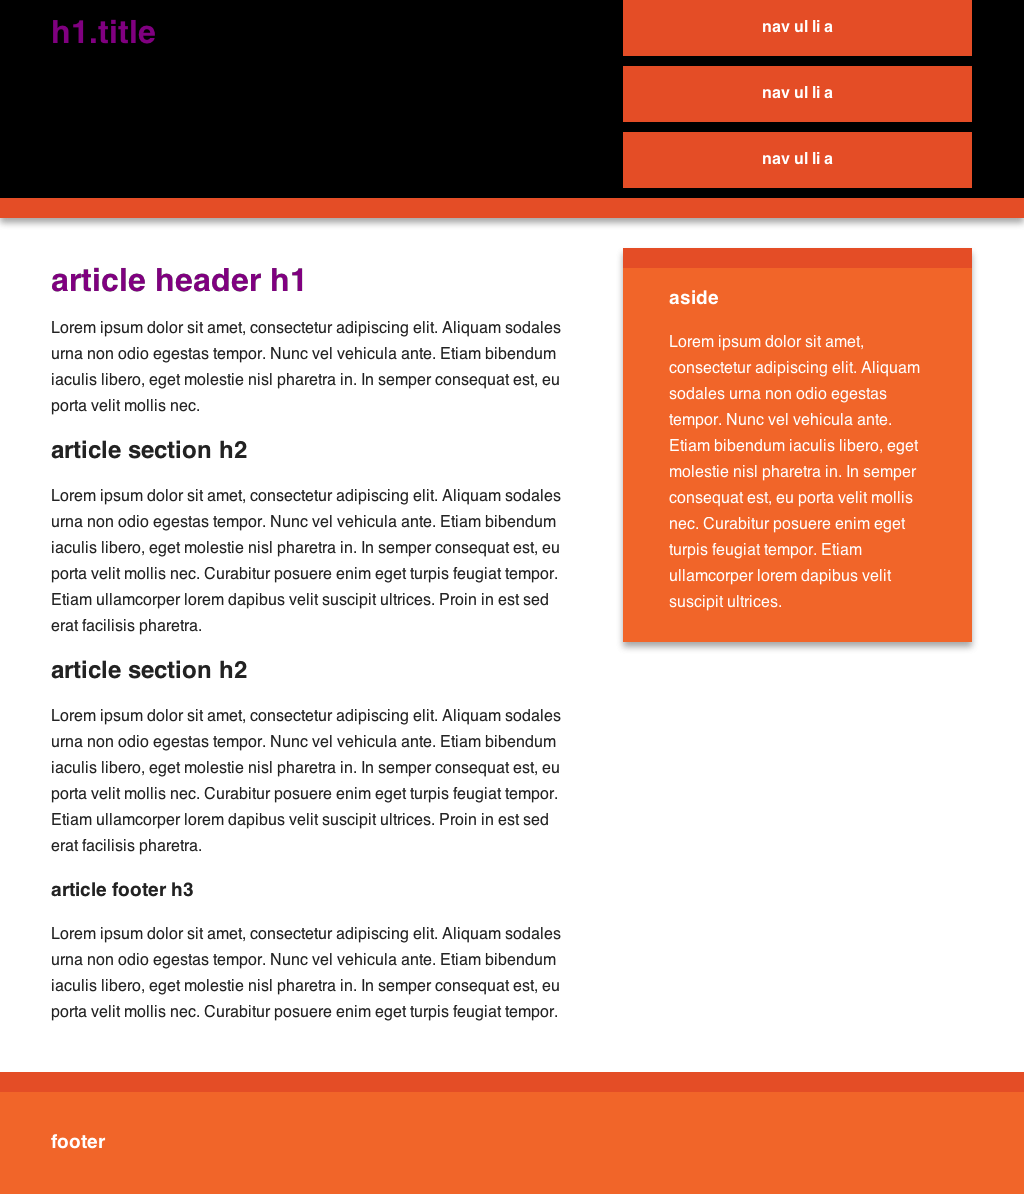 h1.title
nav ul li a
nav ul li a
nav ul li a
article header h1
Lorem ipsum dolor sit amet, consectetur adipiscing elit. Aliquam sodales
urna non odio egestas tempor. Nunc vel vehicula ante. Etiam bibendum
iaculis libero, eget molestie nisl pharetra in. In semper consequat est, eu
porta velit mollis nec.
article section h2
Lorem ipsum dolor sit amet, consectetur adipiscing elit. Aliquam sodales
urna non odio egestas tempor. Nunc vel vehicula ante. Etiam bibendum
iaculis libero, eget molestie nisl pharetra in. In semper consequat est, eu
porta velit mollis nec. Curabitur posuere enim eget turpis feugiat tempor.
Etiam ullamcorper lorem dapibus velit suscipit ultrices. Proin in est sed
erat facilisis pharetra.
article section h2
Lorem ipsum dolor sit amet, consectetur adipiscing elit. Aliquam sodales
urna non odio egestas tempor. Nunc vel vehicula ante. Etiam bibendum
iaculis libero, eget molestie nisl pharetra in. In semper consequat est, eu
porta velit mollis nec. Curabitur posuere enim eget turpis feugiat tempor.
Etiam ullamcorper lorem dapibus velit suscipit ultrices. Proin in est sed
erat facilisis pharetra.
article footer h3
Lorem ipsum dolor sit amet, consectetur adipiscing elit. Aliquam sodales
urna non odio egestas tempor. Nunc vel vehicula ante. Etiam bibendum
iaculis libero, eget molestie nisl pharetra in. In semper consequat est, eu
porta velit mollis nec. Curabitur posuere enim eget turpis feugiat tempor.
aside
Lorem ipsum dolor sit amet,
consectetur adipiscing elit. Aliquam
sodales urna non odio egestas
tempor. Nunc vel vehicula ante.
Etiam bibendum iaculis libero, eget
molestie nisl pharetra in. In semper
consequat est, eu porta velit mollis
nec. Curabitur posuere enim eget
turpis feugiat tempor. Etiam
ullamcorper lorem dapibus velit
suscipit ultrices.
footer